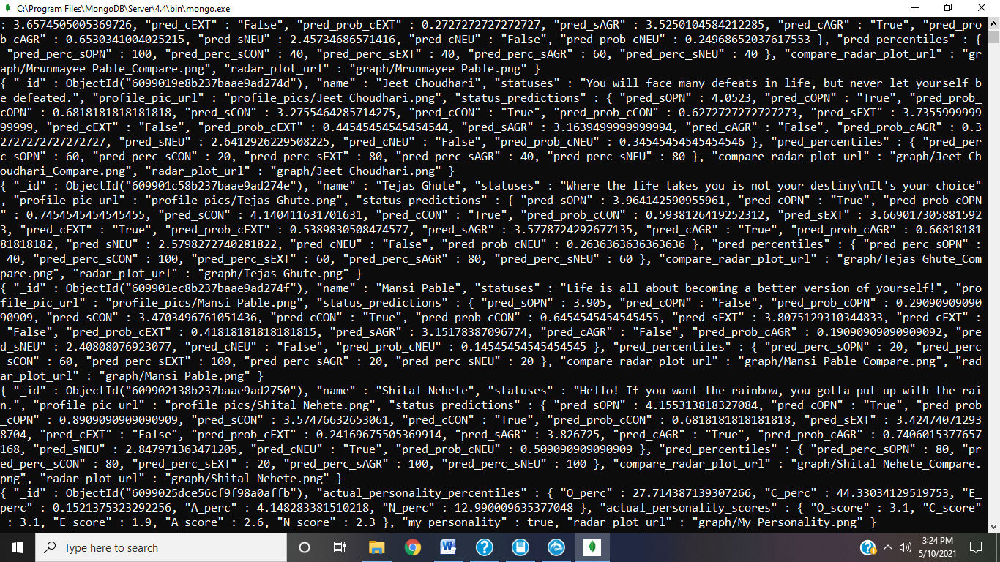 C:\Program Files\MongoDB\Server\4.4\bin\mongo.exe
: 3.6574505005369726, "pred_cEXT" : "False", "pred_prob_cEXT" : 0.2727272727272727, "pred_sAGR" : 3.5250104584212285, "pred_cAGR" : "True", "pred_pro
b_cAGR" : 0.6530341004025215, "pred_sNEU" : 2.45734686571416, "pred_cNEU" : "False", "pred_prob_cNEU" : 0.24968652037617553 }, "pred_percentiles" : {
"pred_perc_sOPN" : 100, "pred_perc_sCON" : 40, "pred_perc_sEXT" : 40, "pred_perc_sAGR" : 60, "pred_perc_sNEU" : 40 }, "compare_radar_plot_url" : "gr
aph/Mrunmayee Pable_Compare.png", "radar_plot_url" : "graph/Mrunmayee Pable.png" }
{ "_id" : ObjectId("6099019e8b237baae9ad274d"), "name" : "Jeet Choudhari", "statuses" : "You will face many defeats in life, but never let yourself b
e defeated.", "profile_pic_url" : "profile_pics/Jeet Choudhari.png", "status_predictions" : { "pred_sOPN" : 4.0523, "pred_cOPN" : "True", "pred_prob_
cOPN" : 0.6818181818181818, "pred_sCON" : 3.2755464285714275, "pred_cCON" : "True", "pred_prob_cCON" : 0.6272727272727273, "pred_sEXT" : 3.7355999999
99999, "pred_cEXT" : "False", "pred_prob_cEXT" : 0.44545454545454544, "pred_sAGR" : 3.1639499999999994, "pred_cAGR" : "False", "pred_prob_cAGR" : 0.3
2727272727272727, "pred_sNEU" : 2.6412926229508225, "pred_cNEU" : "False", "pred_prob_cNEU" : 0.34545454545454546 }, "pred_percentiles" : { "pred_per
c_sOPN" : 60, "pred_perc_sCON" : 20, "pred_perc_sEXT" : 80, "pred_perc_sAGR" : 40, "pred_perc_sNEU" : 80 }, "compare_radar_plot_url" : "graph/Jeet Ch
oudhari_Compare.png", "radar_plot_url" : "graph/Jeet Choudhari.png" }
{ "_id" : ObjectId("609901c58b237baae9ad274e"), "name" : "Tejas Ghute", "statuses" : "Where the life takes you is not your destiny\nIt's your choice"
, "profile_pic_url" : "profile_pics/Tejas Ghute.png", "status_predictions" : { "pred_sOPN" : 3.964142590955961, "pred_cOPN" : "True", "pred_prob_cOPN
" : 0.7454545454545455, "pred_sCON" : 4.140411631701631, "pred_cCON" : "True", "pred_prob_cCON" : 0.5938126419252312, "pred_sEXT" : 3.669017305881592
3, "pred_cEXT" : "True", "pred_prob_cEXT" : 0.5389830508474577, "pred_sAGR" : 3.5778724292677135, "pred_cAGR" : "True", "pred_prob_cAGR" : 0.66818181
81818182, "pred_sNEU" : 2.5798272740281822, "pred_cNEU" : "False", "pred_prob_cNEU" : 0.2636363636363636 }, "pred_percentiles" : { "pred_perc_sOPN" :
40, "pred_perc_sCON" : 100, "pred_perc_sEXT" : 60, "pred_perc_sAGR" : 80, "pred_perc_sNEU" : 60 }, "compare_radar_plot_url" : "graph/Tejas Ghute_Com
pare.png", "radar_plot_url" : "graph/Tejas Ghute.png" }
{ "_id" : ObjectId("609901ec8b237baae9ad274f"), "name" : "Mansi Pable", "statuses" : "Life is all about becoming a better version of yourself!", "pro
file_pic_url" : "profile_pics/Mansi Pable.png", "status_predictions" : { "pred_sOPN" : 3.905, "pred_cOPN" : "False", "pred_prob_cOPN" : 0.29090909090
90909, "pred_sCON" : 3.4703496761051436, "pred_cCON" : "True", "pred_prob_cCON" : 0.6454545454545455, "pred_sEXT" : 3.8075129310344833, "pred_cEXT" :
"False", "pred_prob_cEXT" : 0.41818181818181815, "pred_sAGR" : 3.15178387096774, "pred_cAGR" : "False", "pred_prob_cAGR" : 0.19090909090909092, "pre
d_sNEU" : 2.40808076923077, "pred_cNEU" : "False", "pred_prob_cNEU" : 0.14545454545454545 }, "pred_percentiles" : { "pred_perc_sOPN" : 20, "pred_perc
_sCON" : 60, "pred_perc_sEXT" : 100, "pred_perc_sAGR" : 20, "pred_perc_sNEU" : 20 }, "compare_radar_plot_url" : "graph/Mansi Pable_Compare.png", "rad
ar_plot_url" : "graph/Mansi Pable.png" }
{ "_id" : ObjectId("609902138b237baae9ad2750"), "name" : "Shital Nehete", "statuses" : "Hello! If you want the rainbow, you gotta put up with the rai
n.", "profile_pic_url" : "profile_pics/Shital Nehete.png", "status_predictions" : { "pred_sOPN" : 4.155313818327084, "pred_cOPN" : "True", "pred_prob
_cOPN" : 0.8909090909090909, "pred_sCON" : 3.57476632653061, "pred_cCON" : "True", "pred_prob_cCON" : 0.6818181818181818, "pred_sEXT" : 3.42474071293
8704, "pred_cEXT" : "False", "pred_prob_cEXT" : 0.24169675505369914, "pred_sAGR" : 3.826725, "pred_cAGR" : "True", "pred_prob_cAGR" : 0.7406015377657
168, "pred_sNEU" : 2.847971363471205, "pred_cNEU" : "True", "pred_prob_cNEU" : 0.509090909090909 }, "pred_percentiles" : { "pred_perc_sOPN" : 80, "pr
ed_perc_sCON" : 80, "pred_perc_sEXT" : 20, "pred_perc_sAGR" : 100, "pred_perc_sNEU" : 100 }, "compare_radar_plot_url" : "graph/Shital Nehete_Compare.
png", "radar_plot_url" : "graph/Shital Nehete.png" }
{ "_id" : ObjectId("6099025dce56cf9f98a0affb"), "actual_personality_percentiles" : { "O_perc" : 27.714387139307266, "C_perc" : 44.33034129519753, "E_
perc" : 0.1521375323292256, "A_perc" : 4.148283381510218, "N_perc" : 12.990009635377048 }, "actual_personality_scores" : { "O_score" : 3.1, "C_score"
: 3.1, "E_score" : 1.9, "A_score" : 2.6, "N_score" : 2.3 }, "my_personality" : true, "radar_plot_url" : "graph/My_Personality.png" }
Type here to search
3:24 PM
5/10/2021